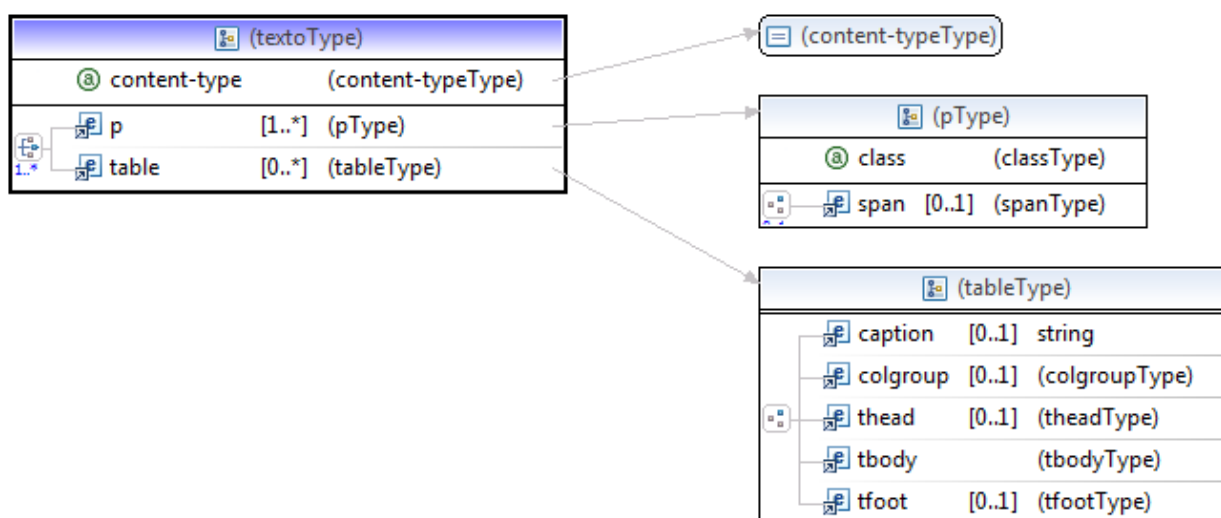 (textoType)
content-type (content-typeType)
p [1..*] (pType)
1..*
table [0..*] (tableType)
(content-typeType)
(pType)
class (classType)
span [0..1] (spanType)
(tableType)
caption [0..1] string
colgroup [0..1] (colgroupType)
thead [0..1] (theadType)
tbody (tbodyType)
tfoot [0..1] (tfootType)